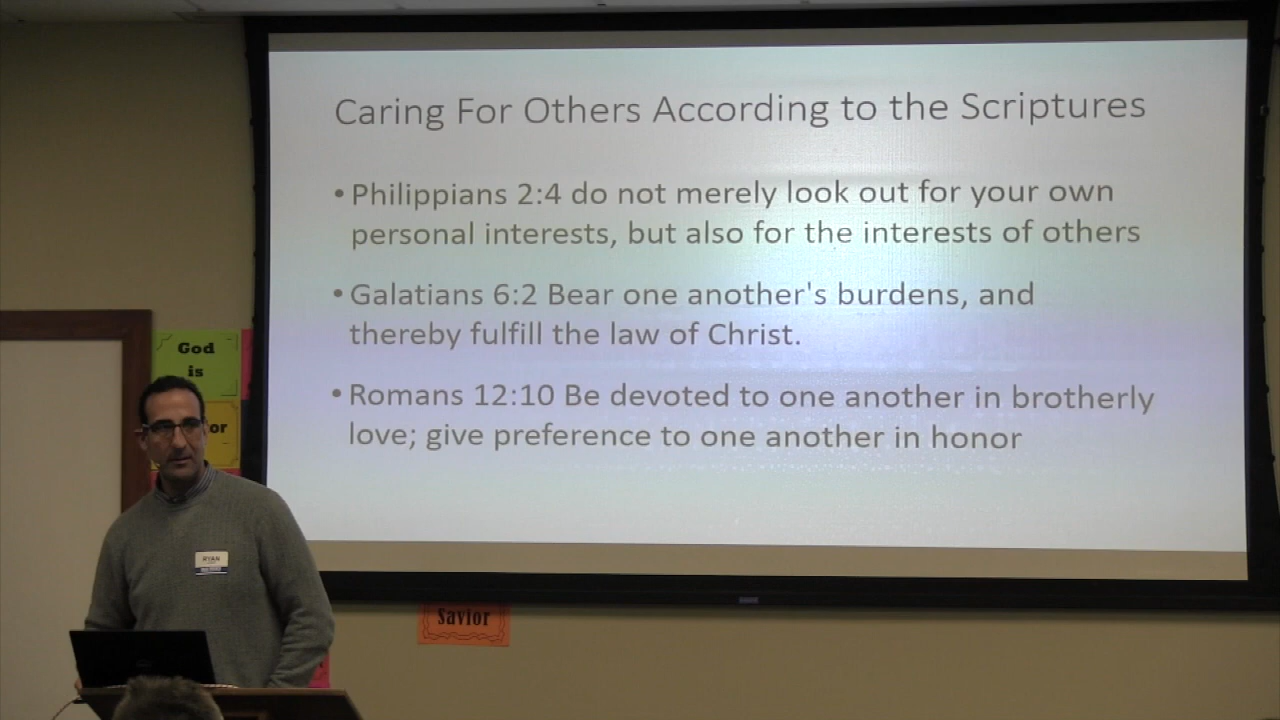 Caring For Others According to the Scriptures
• Philippians 2:4 do not merely look out for your own
personal interests, but also for the interests of others
• Galatians 6:2 Bear one another's burdens, and
thereby fulfill the law of Christ.
• Romans 12:10 Be devoted to one another in brotherly
love; give preference to one another in honor
God
is
or
RYAN
Savior